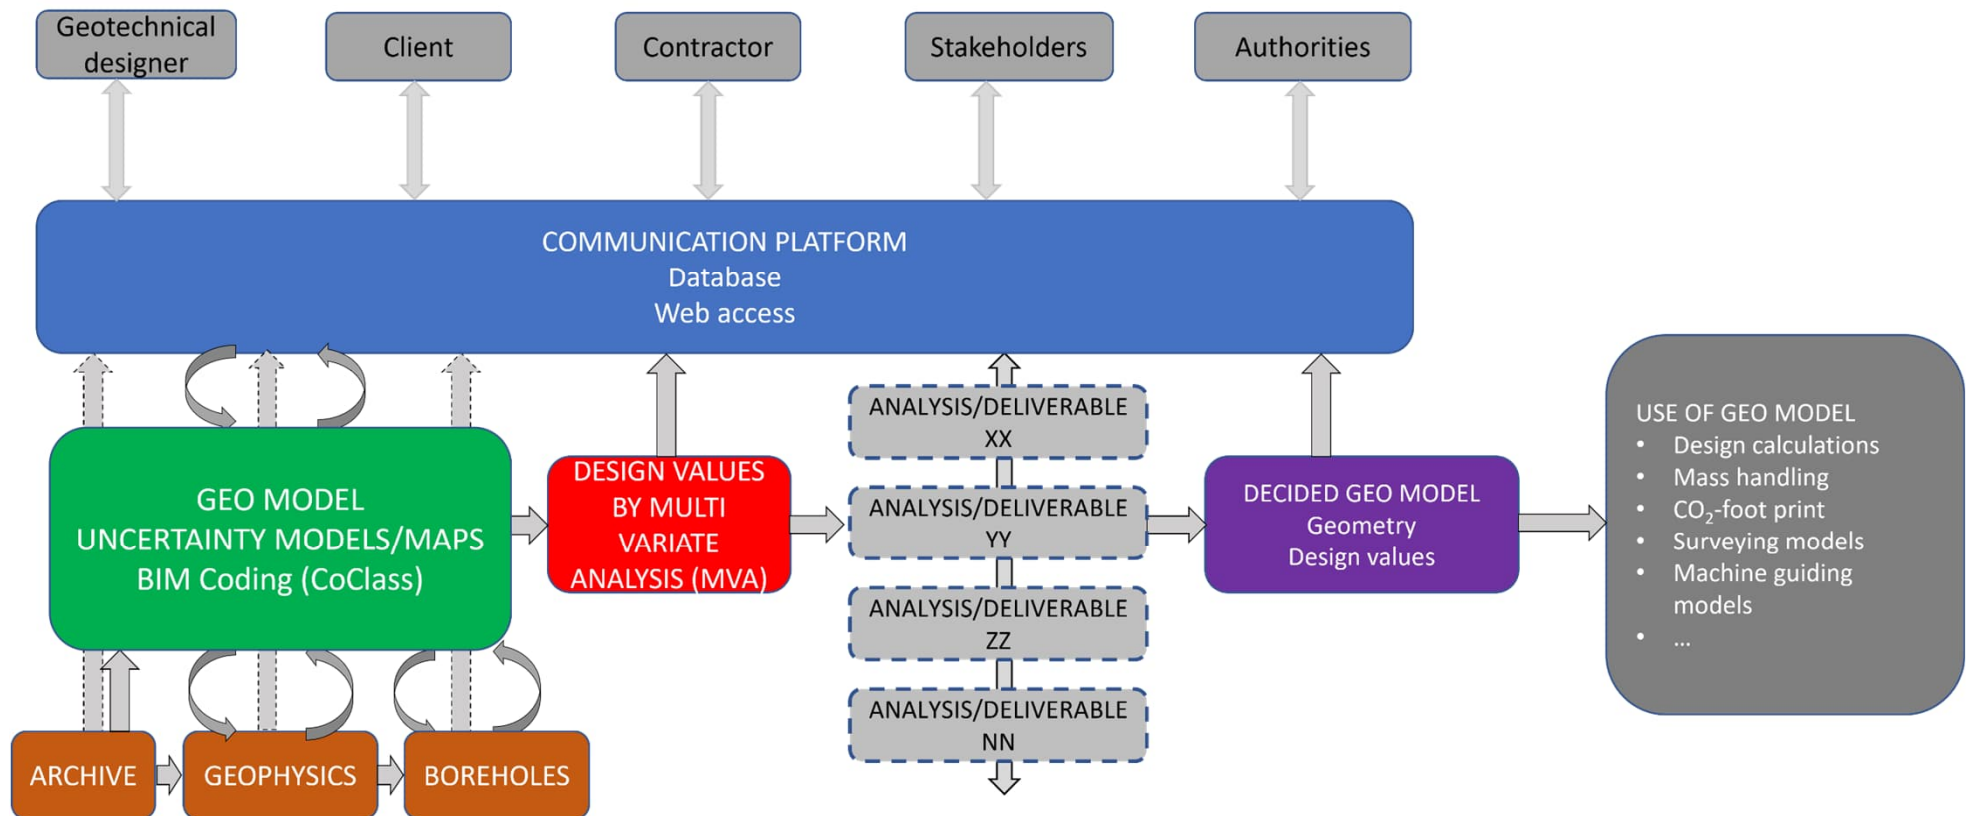 Geotechnical
designer
Client
Contractor
Stakeholders
Authorities
COMMUNICATION PLATFORM
Database
Web access
GEO MODEL
UNCERTAINTY MODELS/MAPS
BIM Coding (CoClass)
DESIGN VALUES
BY MULTI
VARIATE
ANALYSIS (MVA)
ANALYSIS/DELIVERABLE
XX
ANALYSIS/DELIVERABLE
YY
ANALYSIS/DELIVERABLE
ZZ
ANALYSIS/DELIVERABLE
NN
DECIDED GEO MODEL
Geometry
Design values
USE OF GEO MODEL
• Design calculations
• Mass handling
• CO₂-foot print
• Surveying models
• Machine guiding
models
• ...
ARCHIVE
GEOPHYSICS
BOREHOLES